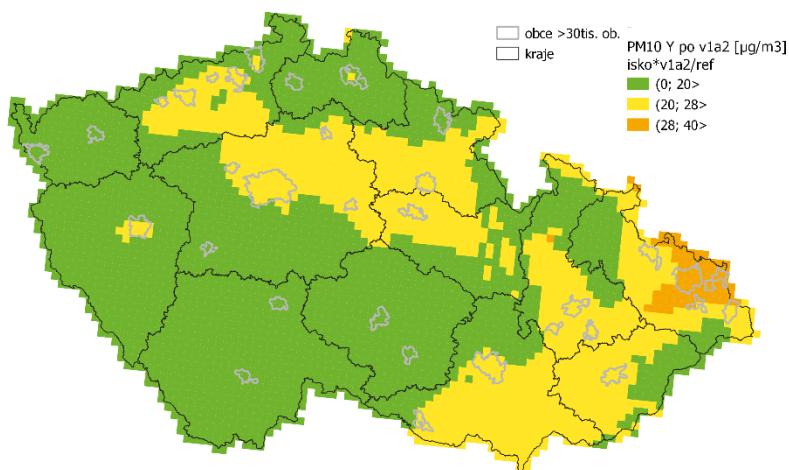 obce >30tis. ob.
kraje
PM10 Y po v1a2 [µg/m3]
isko*v1a2/ref
(0; 20>
(20; 28>
(28; 40>